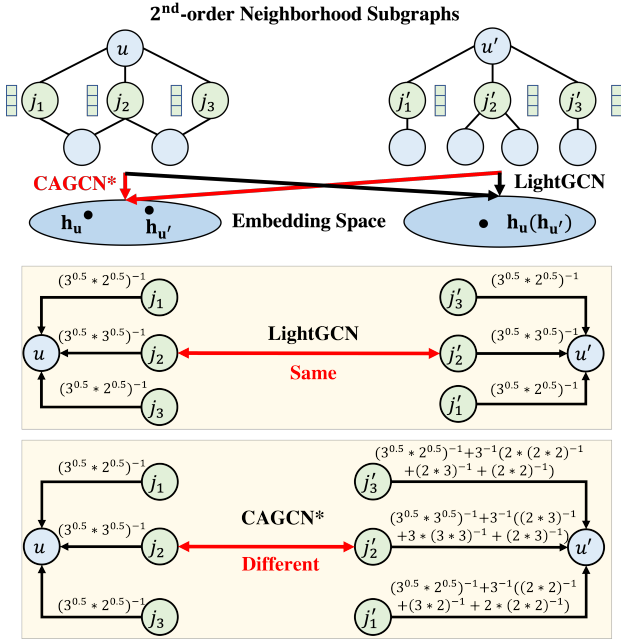 2nd-order Neighborhood Subgraphs
u
u′
j1
j2
j3
j′1
j′2
j′3
CAGCN*
LightGCN
hu
hu′
Embedding Space
hu(hu′)
(3^0.5 * 2^0.5)^−1
j1
j′3
(3^0.5 * 2^0.5)^−1
(3^0.5 * 3^0.5)^−1
LightGCN
(3^0.5 * 3^0.5)^−1
u
j2
j′2
u′
Same
(3^0.5 * 2^0.5)^−1
j3
j′1
(3^0.5 * 2^0.5)^−1
(3^0.5 * 2^0.5)^−1
j1
j′3
(3^0.5 * 2^0.5)^−1+3^−1(2 * (2 * 2)^−1
+(2 * 3)^−1 + (2 * 2)^−1)
(3^0.5 * 3^0.5)^−1
CAGCN*
(3^0.5 * 3^0.5)^−1+3^−1((2 * 3)^−1
+3 * (3 * 3)^−1 + (2 * 3)^−1)
u
j2
j′2
u′
Different
(3^0.5 * 2^0.5)^−1
j3
j′1
(3^0.5 * 2^0.5)^−1+3^−1((2 * 2)^−1
+(3 * 2)^−1 + 2 * (2 * 2)^−1)